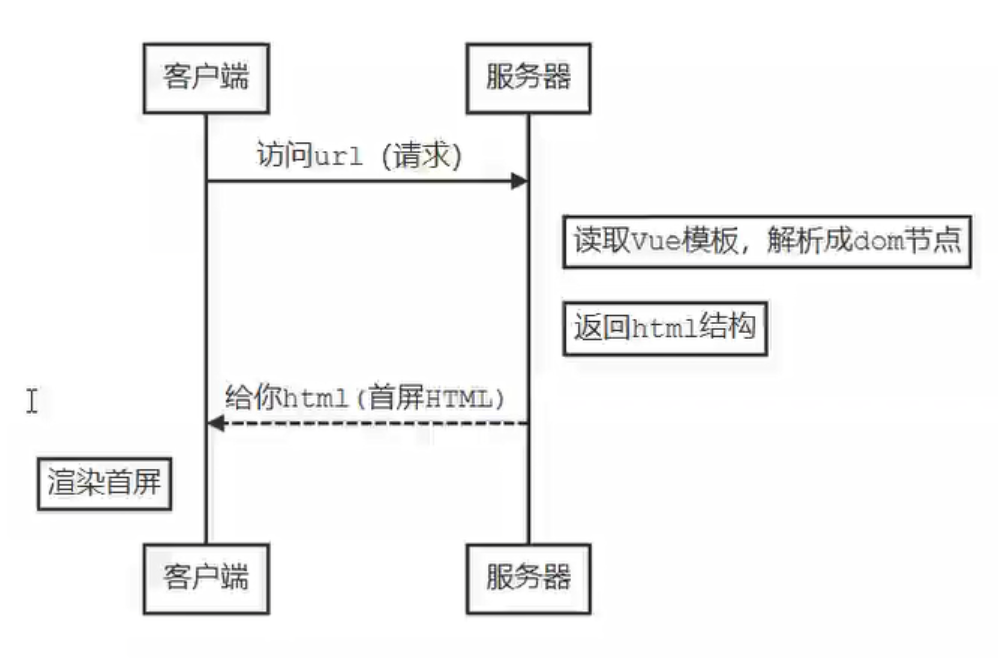 客户端
服务器
访问url (请求)
读取Vue模板，解析成dom节点
返回html结构
给你html(首屏HTML)
渲染首屏
客户端
服务器